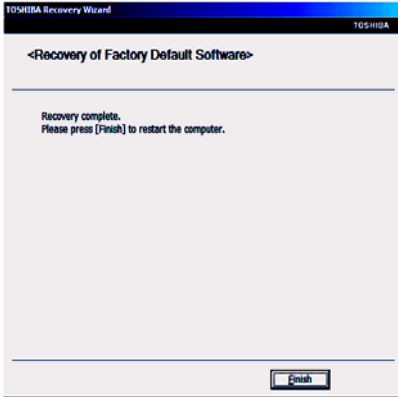 TOSHIBA Recovery Wizard
TOSHIBA
<Recovery of Factory Default Software>
Recovery complete.
Please press [Finish] to restart the computer.
Finish